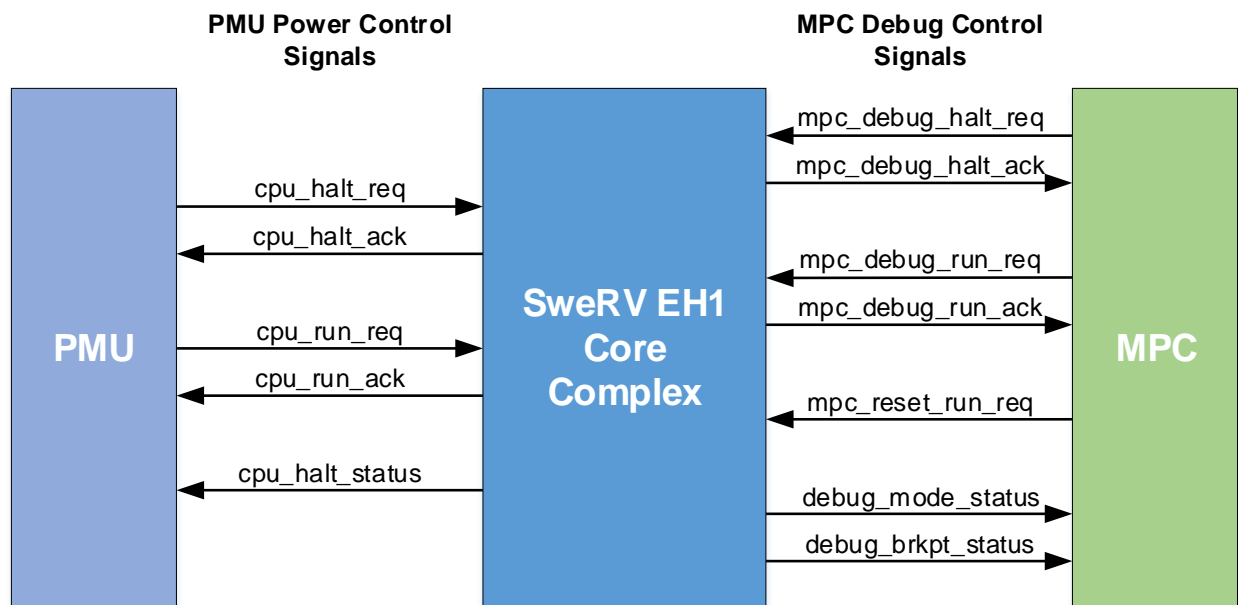 PMU Power Control
Signals
MPC Debug Control
Signals
PMU
cpu_halt_req
cpu_halt_ack
cpu_run_req
cpu_run_ack
cpu_halt_status
SweRV EH1
Core
Complex
mpc_debug_halt_req
mpc_debug_halt_ack
mpc_debug_run_req
mpc_debug_run_ack
mpc_reset_run_req
debug_mode_status
debug_brkpt_status
MPC